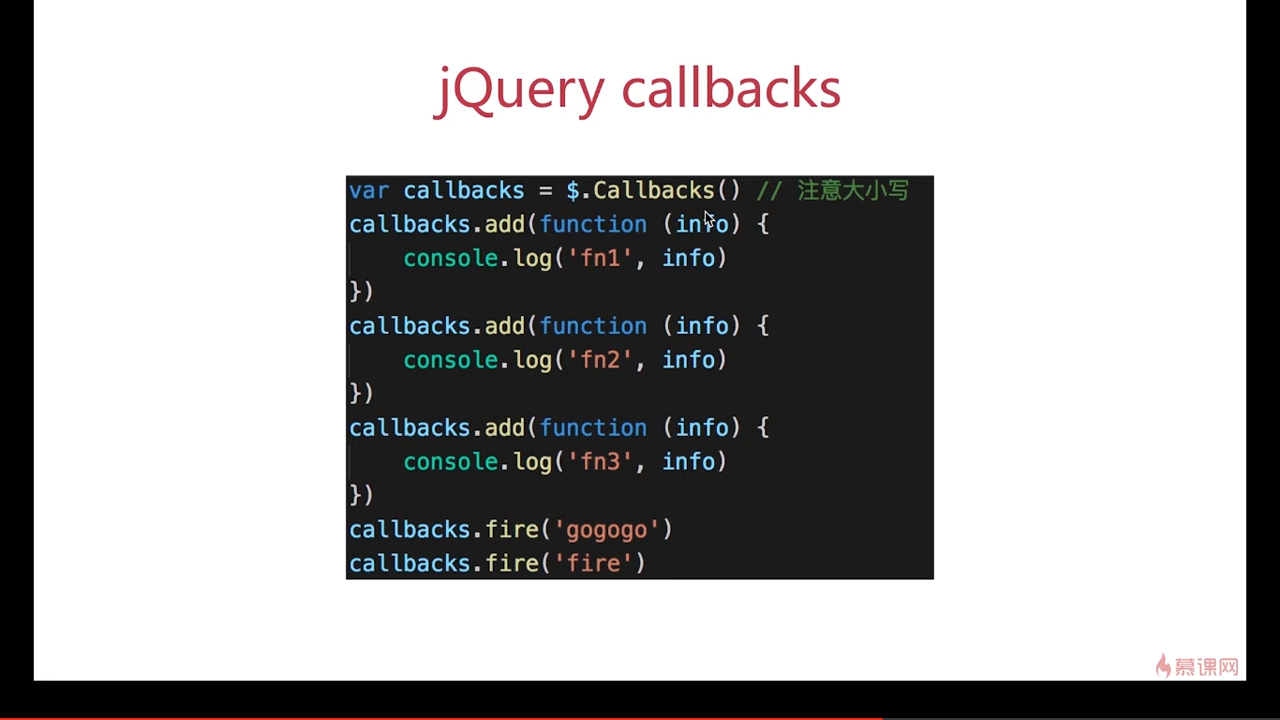 jQuery callbacks
var callbacks = $.Callbacks() // 注意大小写
callbacks.add(function (info) {
    console.log('fn1', info)
})
callbacks.add(function (info) {
    console.log('fn2', info)
})
callbacks.add(function (info) {
    console.log('fn3', info)
})
callbacks.fire('gogogo')
callbacks.fire('fire')
慕课网